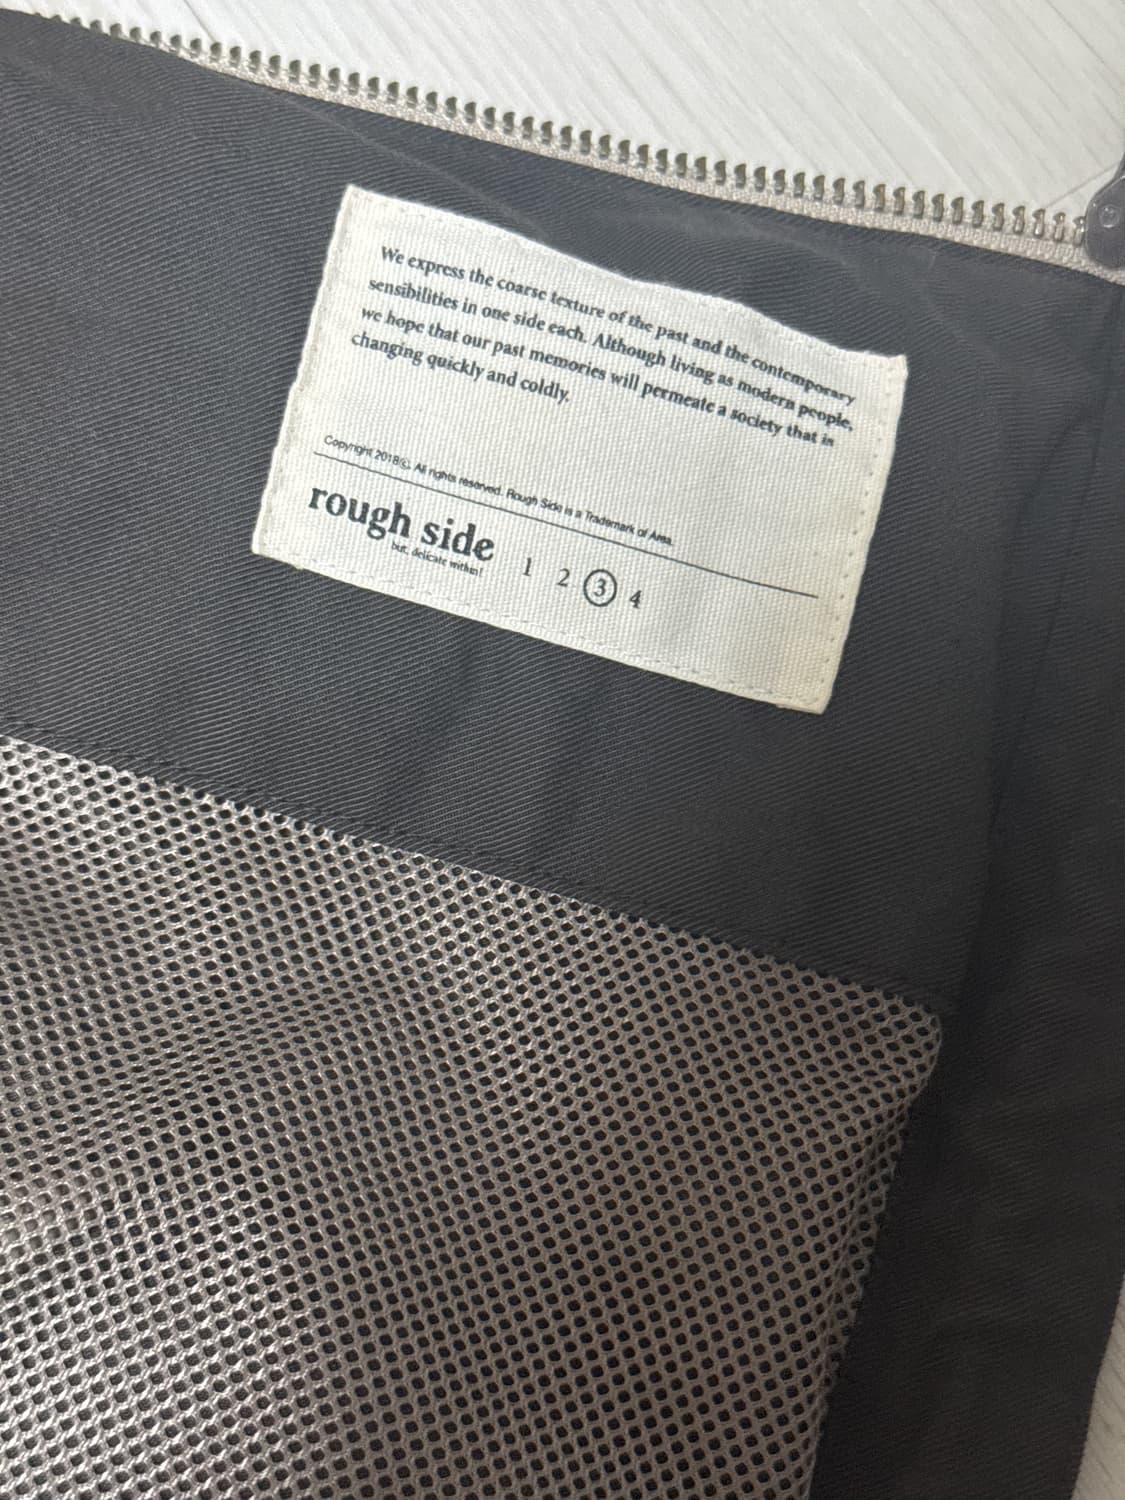 We express the coarse texture of the past and the contemporary
sensibilities in one side each. Although living as modern people,
we hope that our past memories will permeate a society that is
changing quickly and coldly.
Copyright 2018©. All rights reserved. Rough Side is a Trademark of Area.
rough side
but, delicate within!
1 2 3 4